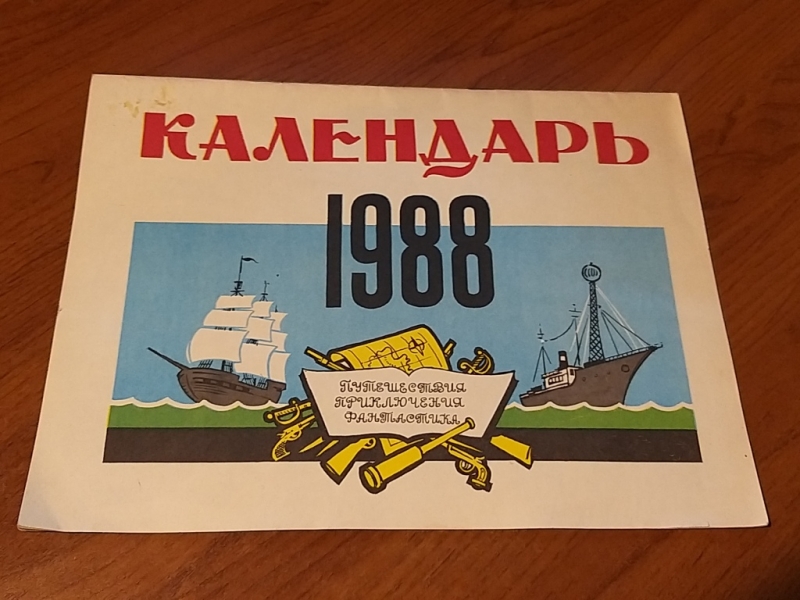 КАЛЕНДАРЬ
1988
ПУТЕШЕСТВИЯ
ПРИКЛЮЧЕНИЯ
ФАНТАСТИКА